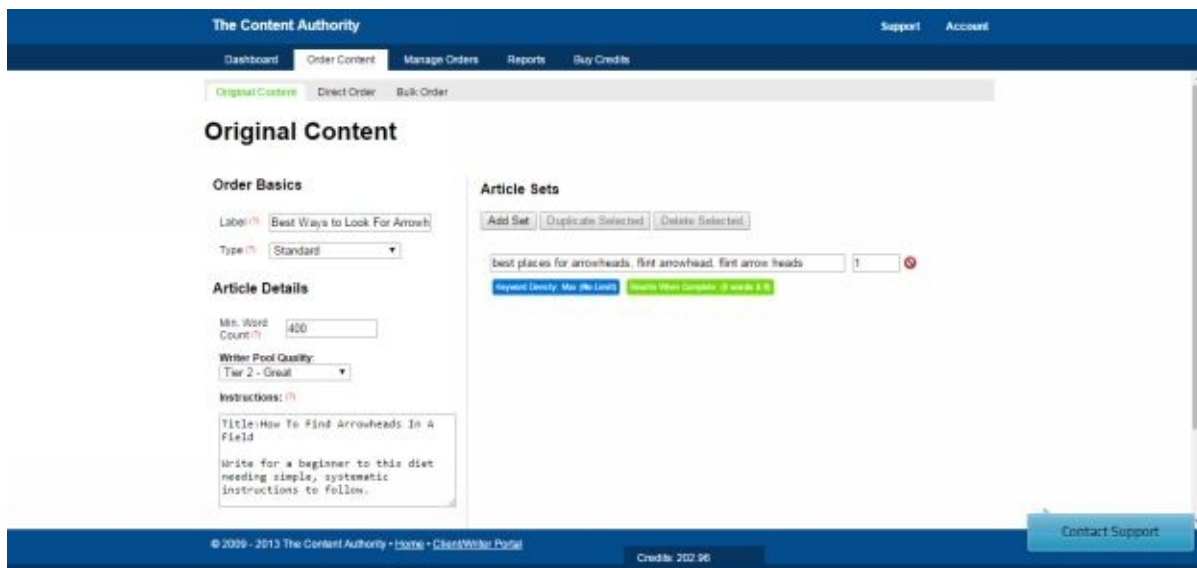 The Content Authority
Support Account
Dashboard Order Content Manage Orders Reports Buy Credits
Original Content Direct Order Bulk Order
Original Content
Order Basics
Label (?) Best Ways to Look For Arrowh
Type (?) Standard
Article Details
Min. Word
Count (?) 400
Writer Pool Quality:
Tier 2 - Great
Instructions: (?)
Title:How To Find Arrowheads In A
Field
Write for a beginner to this diet
needing simple, systematic
instructions to follow.
Article Sets
Add Set Duplicate Selected Delete Selected
best places for arrowheads, flint arrowhead, flint arrow heads 1
Keyword Density: Max (No Limit) Rewrite When Complete
© 2009 - 2013 The Content Authority • Home • Client/Writer Portal
Credits: 202.96
Contact Support